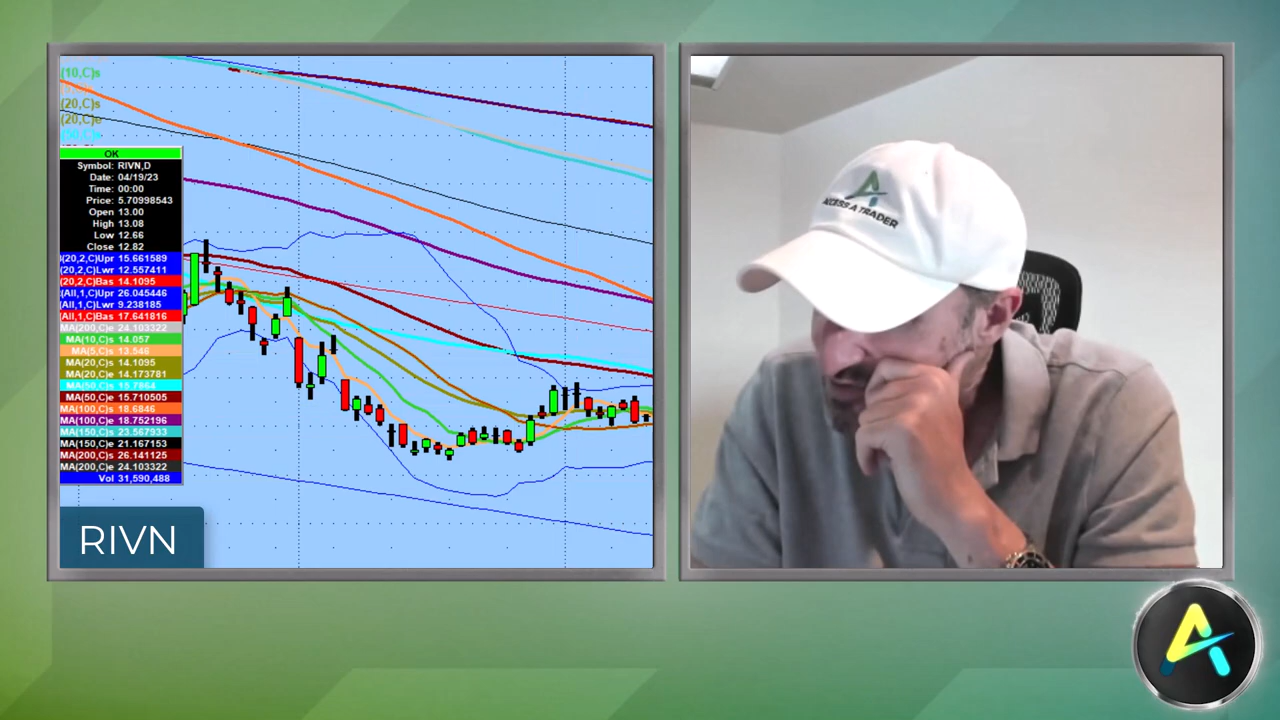 (10,C)s
(20,C)s
(20,C)e
(50,C)s
OK
Symbol: RIVN,D
Date: 04/19/23
Time: 00:00
Price: 5.70998543
Open 13.00
High 13.08
Low 12.66
Close 12.82
(20,2,C)Upr 15.661589
(20,2,C)Lwr 12.557411
(20,2,C)Bas 14.1095
(All,1,C)Upr 26.045446
(All,1,C)Lwr 9.238185
(All,1,C)Bas 17.641816
MA(200,C)e 24.103322
MA(10,C)s 14.057
MA(5,C)s 13.546
MA(20,C)s 14.1095
MA(20,C)e 14.173781
MA(50,C)s 15.7864
MA(50,C)e 15.710505
MA(100,C)s 18.6846
MA(100,C)e 18.752196
MA(150,C)s 23.567933
MA(150,C)e 21.167153
MA(200,C)s 26.141125
MA(200,C)e 24.103322
Vol 31,590,488
RIVN
ACCESS A TRADER